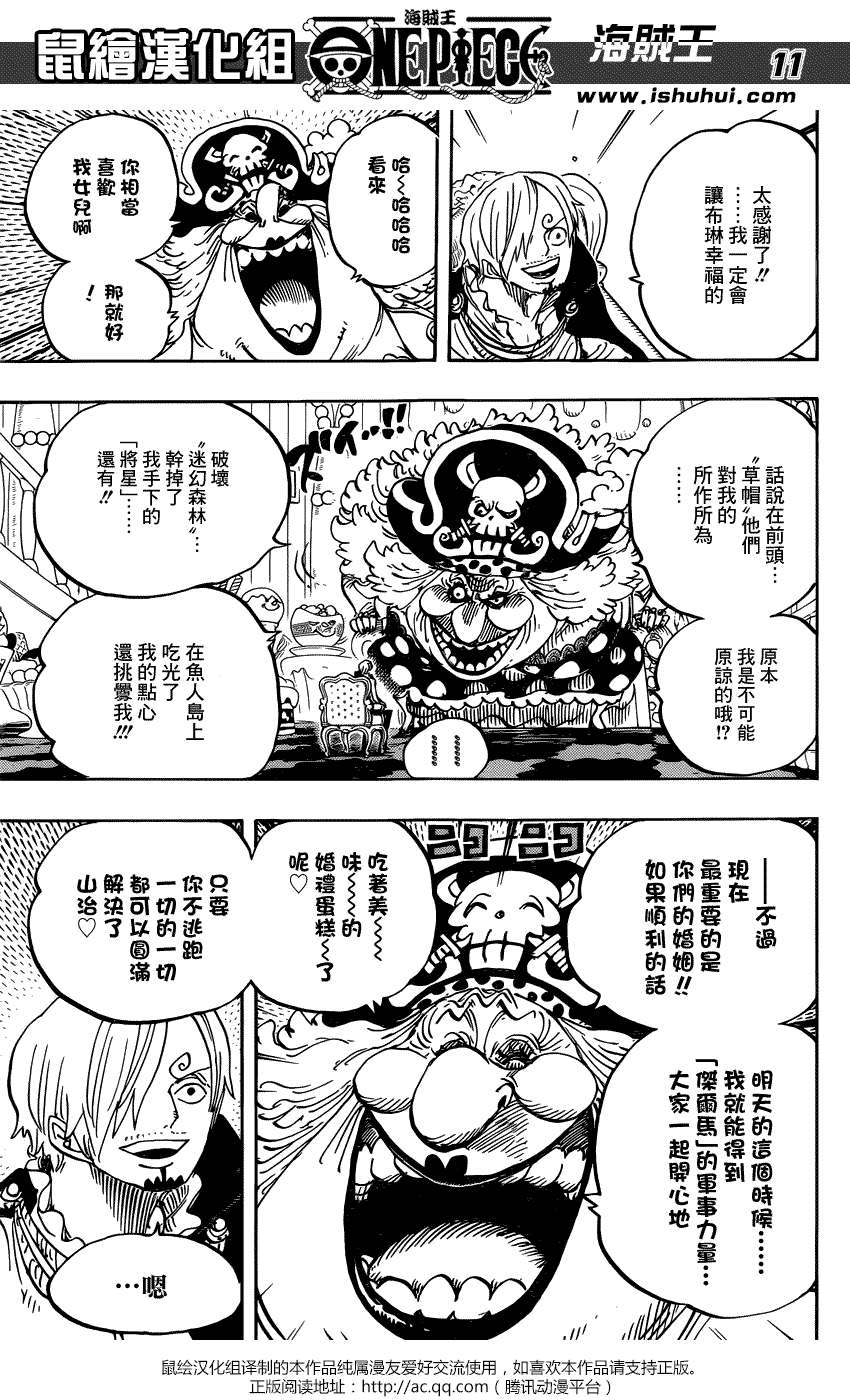 鼠繪漢化組
海賊王
ONE PIECE
海賊王
11
www.ishuhui.com
太感謝了!!
……我一定會
讓布琳幸福的
哈~哈哈哈
看來
你相當
喜歡
我女兒啊
那就好
!
話說在前頭…
〝草帽〞他們
對我的
所作所為
……
原本
我是不可能
原諒的哦!?
破壞
〝迷幻森林〞…
幹掉了
我手下的
「將星」……
還有!!
在魚人島上
吃光了
我的點心
還挑釁我!!!
……
……
——不過
現在
最重要的是
你們的婚姻!!
如果順利的話
明天的這個時候……
我就能得到
「傑爾馬」的軍事力量…
大家一起開心地
吃著美~~
味~~~的
婚禮蛋糕~了
呢♡
只要
你不逃跑
一切的一切
都可以圓滿
解決了
山治♡
…嗯
鼠绘汉化组译制的本作品纯属漫友爱好交流使用，如喜欢本作品请支持正版。
正版阅读地址：http://ac.qq.com（腾讯动漫平台）